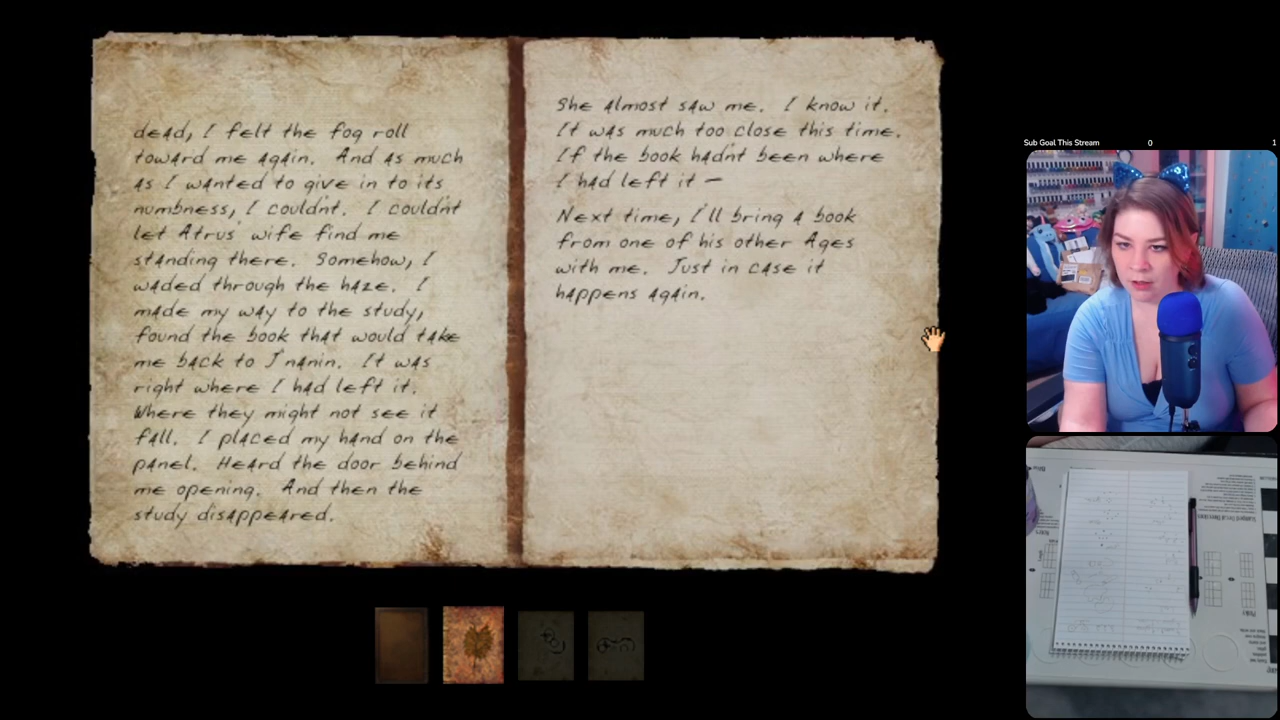 dead, I felt the fog roll
toward me again. And as much
as I wanted to give in to its
numbness, I couldn't. I couldn't
let Atrus' wife find me
standing there. Somehow, I
waded through the haze. I
made my way to the study,
found the book that would take
me back to J'nanin. It was
right where I had left it.
Where they might not see it
fall. I placed my hand on the
panel. Heard the door behind
me opening. And then the
study disappeared.
She almost saw me. I know it.
It was much too close this time.
If the book hadn't been where
I had left it —
Next time, I'll bring a book
from one of his other Ages
with me. Just in case it
happens again.
Sub Goal This Stream 0 1